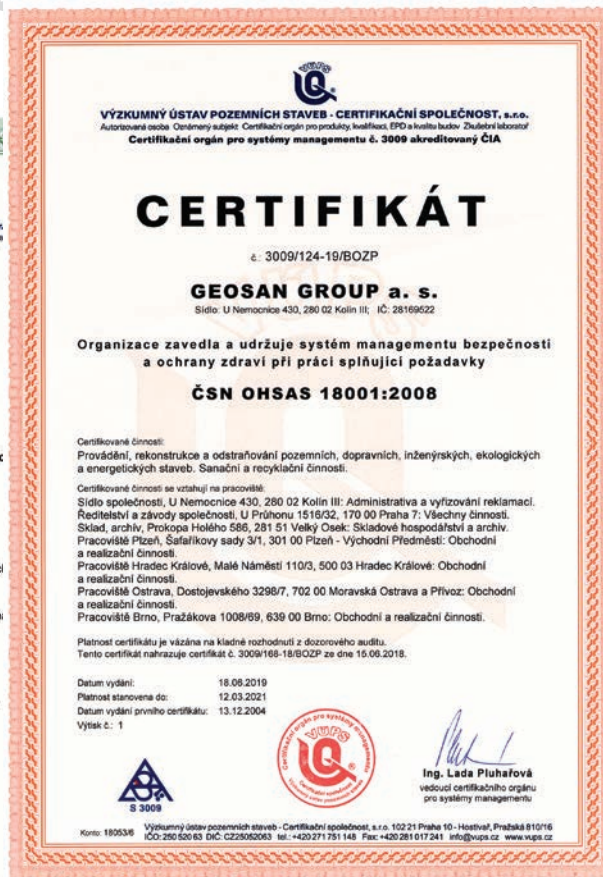 VÚPS
VÝZKUMNÝ ÚSTAV POZEMNÍCH STAVEB - CERTIFIKAČNÍ SPOLEČNOST, s.r.o.
Autorizovaná osoba Oznámený subjekt Certifikační orgán pro produkty, kvalifikaci, EPD a kvalitu budov Zkušební laboratoř
Certifikační orgán pro systémy managementu č. 3009 akreditovaný ČIA
CERTIFIKÁT
č.: 3009/124-19/BOZP
GEOSAN GROUP a. s.
Sídlo: U Nemocnice 430, 280 02 Kolín III; IČ: 28169522
Organizace zavedla a udržuje systém managementu bezpečnosti
a ochrany zdraví při práci splňující požadavky
ČSN OHSAS 18001:2008
Certifikované činnosti:
Provádění, rekonstrukce a odstraňování pozemních, dopravních, inženýrských, ekologických
a energetických staveb. Sanační a recyklační činnosti.
Certifikované činnosti se vztahují na pracoviště:
Sídlo společnosti, U Nemocnice 430, 280 02 Kolín III: Administrativa a vyřizování reklamací.
Ředitelství a závody společnosti, U Průhonu 1516/32, 170 00 Praha 7: Všechny činnosti.
Sklad, archiv, Prokopa Holého 586, 281 51 Velký Osek: Skladové hospodářství a archiv.
Pracoviště Plzeň, Šafaříkovy sady 3/1, 301 00 Plzeň - Východní Předměstí: Obchodní
a realizační činnosti.
Pracoviště Hradec Králové, Malé Náměstí 110/3, 500 03 Hradec Králové: Obchodní
a realizační činnosti.
Pracoviště Ostrava, Dostojevského 3298/7, 702 00 Moravská Ostrava a Přívoz: Obchodní
a realizační činnosti.
Pracoviště Brno, Pražákova 1008/69, 639 00 Brno: Obchodní a realizační činnosti.
Platnost certifikátu je vázána na kladné rozhodnutí z dozorového auditu.
Tento certifikát nahrazuje certifikát č. 3009/168-18/BOZP ze dne 15.06.2018.
Datum vydání: 18.06.2019
Platnost stanovena do: 12.03.2021
Datum vydání prvního certifikátu: 13.12.2004
Výtisk č.: 1
Certifikační orgán pro systémy managementu
VÚPS
Certifikační společnost
Výzkumný ústav pozemních staveb
Ing. Lada Pluhařová
vedoucí certifikačního orgánu
pro systémy managementu
S 3009
Konto: 18053/6 Výzkumný ústav pozemních staveb - Certifikační společnost, s.r.o. 102 21 Praha 10 - Hostivař, Pražská 810/16
IČO: 250 520 63 DIČ: CZ25052063 tel.: +420 271 751 148 Fax: +420 281 017 241 info@vups.cz www.vups.cz